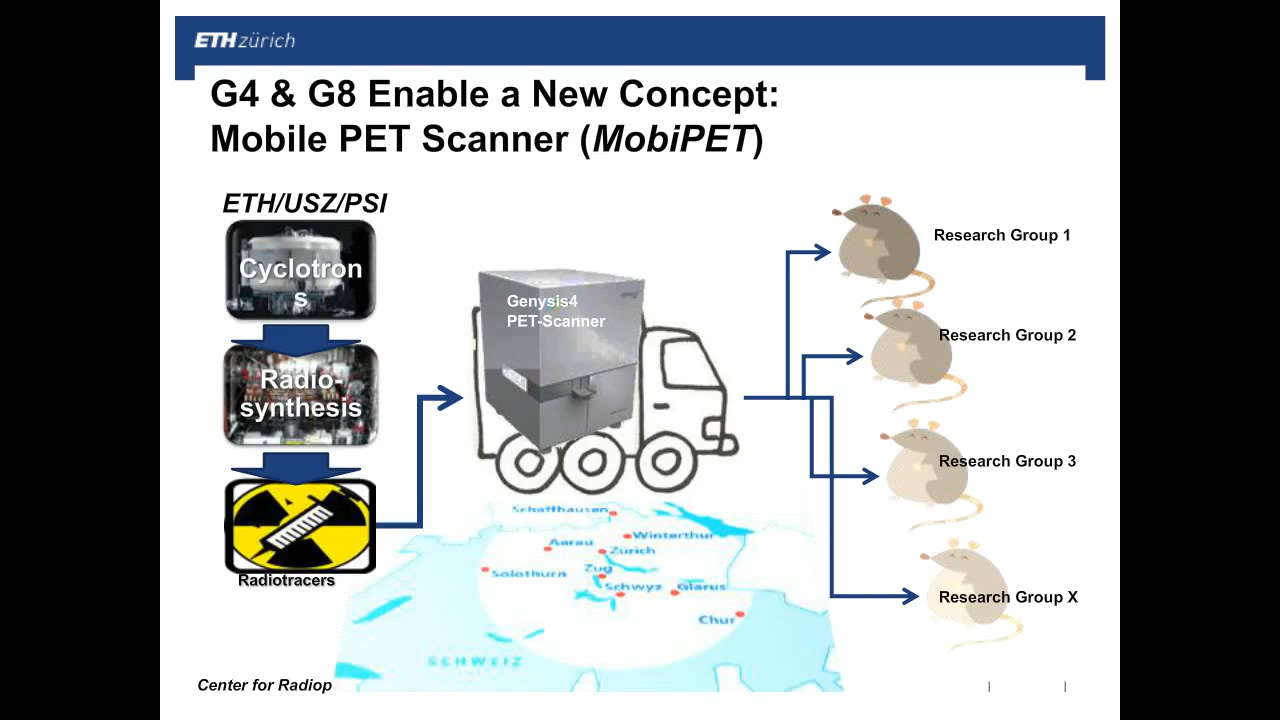 ETH zürich
G4 & G8 Enable a New Concept:
Mobile PET Scanner (MobiPET)
ETH/USZ/PSI
Cyclotron
s
Radio-
synthesis
Radiotracers
Genysis4
PET-Scanner
Research Group 1
Research Group 2
Research Group 3
Research Group X
Schaffhausen
Winterthur
Aarau
Zürich
Solothurn
Zug
Schwyz
Glarus
Chur
SCHWEIZ
Center for Radiop